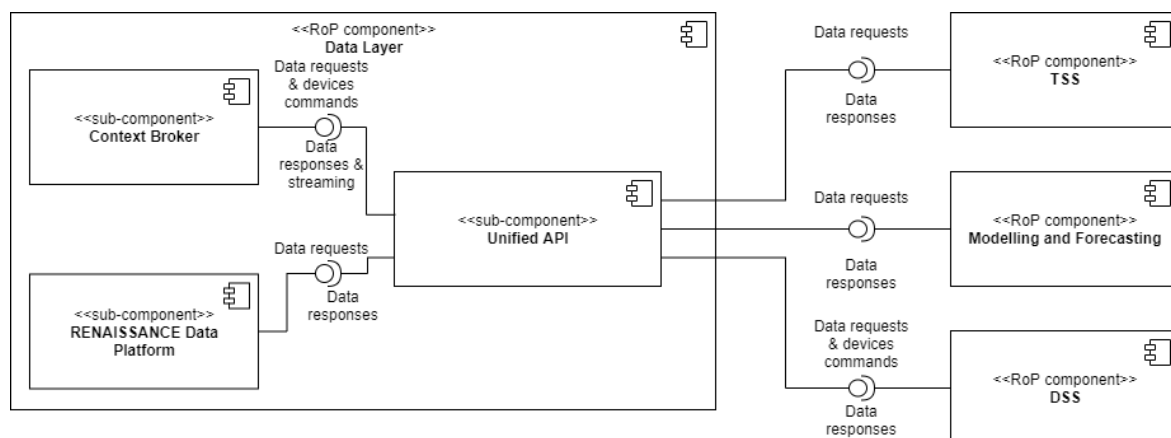 <<RoP component>>
Data Layer
Data requests
& devices
commands
<<sub-component>>
Context Broker
Data
responses &
streaming
<<sub-component>>
Unified API
Data requests
Data
responses
<<sub-component>>
RENAISSANCE Data
Platform
Data requests
Data
responses
<<RoP component>>
TSS
Data requests
Data
responses
<<RoP component>>
Modelling and Forecasting
Data requests
& devices
commands
Data
responses
<<RoP component>>
DSS